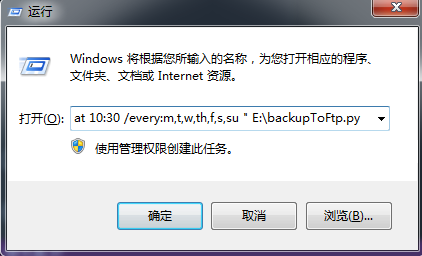 运行
Windows 将根据您所输入的名称，为您打开相应的程序、
文件夹、文档或 Internet 资源。
打开(O): at 10:30 /every:m,t,w,th,f,s,su " E:\backupToFtp.py
使用管理权限创建此任务。
确定 取消 浏览(B)...